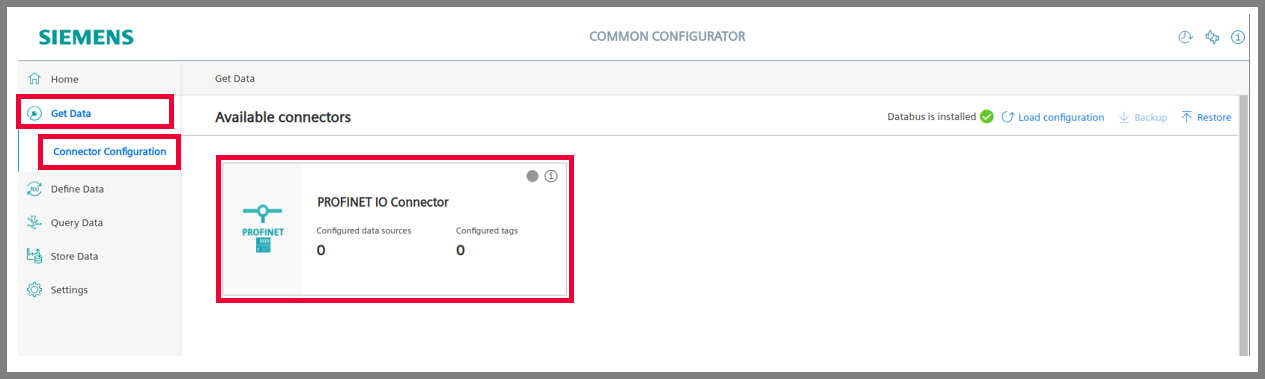 SIEMENS
COMMON CONFIGURATOR
Home
Get Data
Connector Configuration
Define Data
Query Data
Store Data
Settings
Get Data
Available connectors
Databus is installed
Load configuration
Backup
Restore
PROFINET
PROFINET IO Connector
Configured data sources
0
Configured tags
0